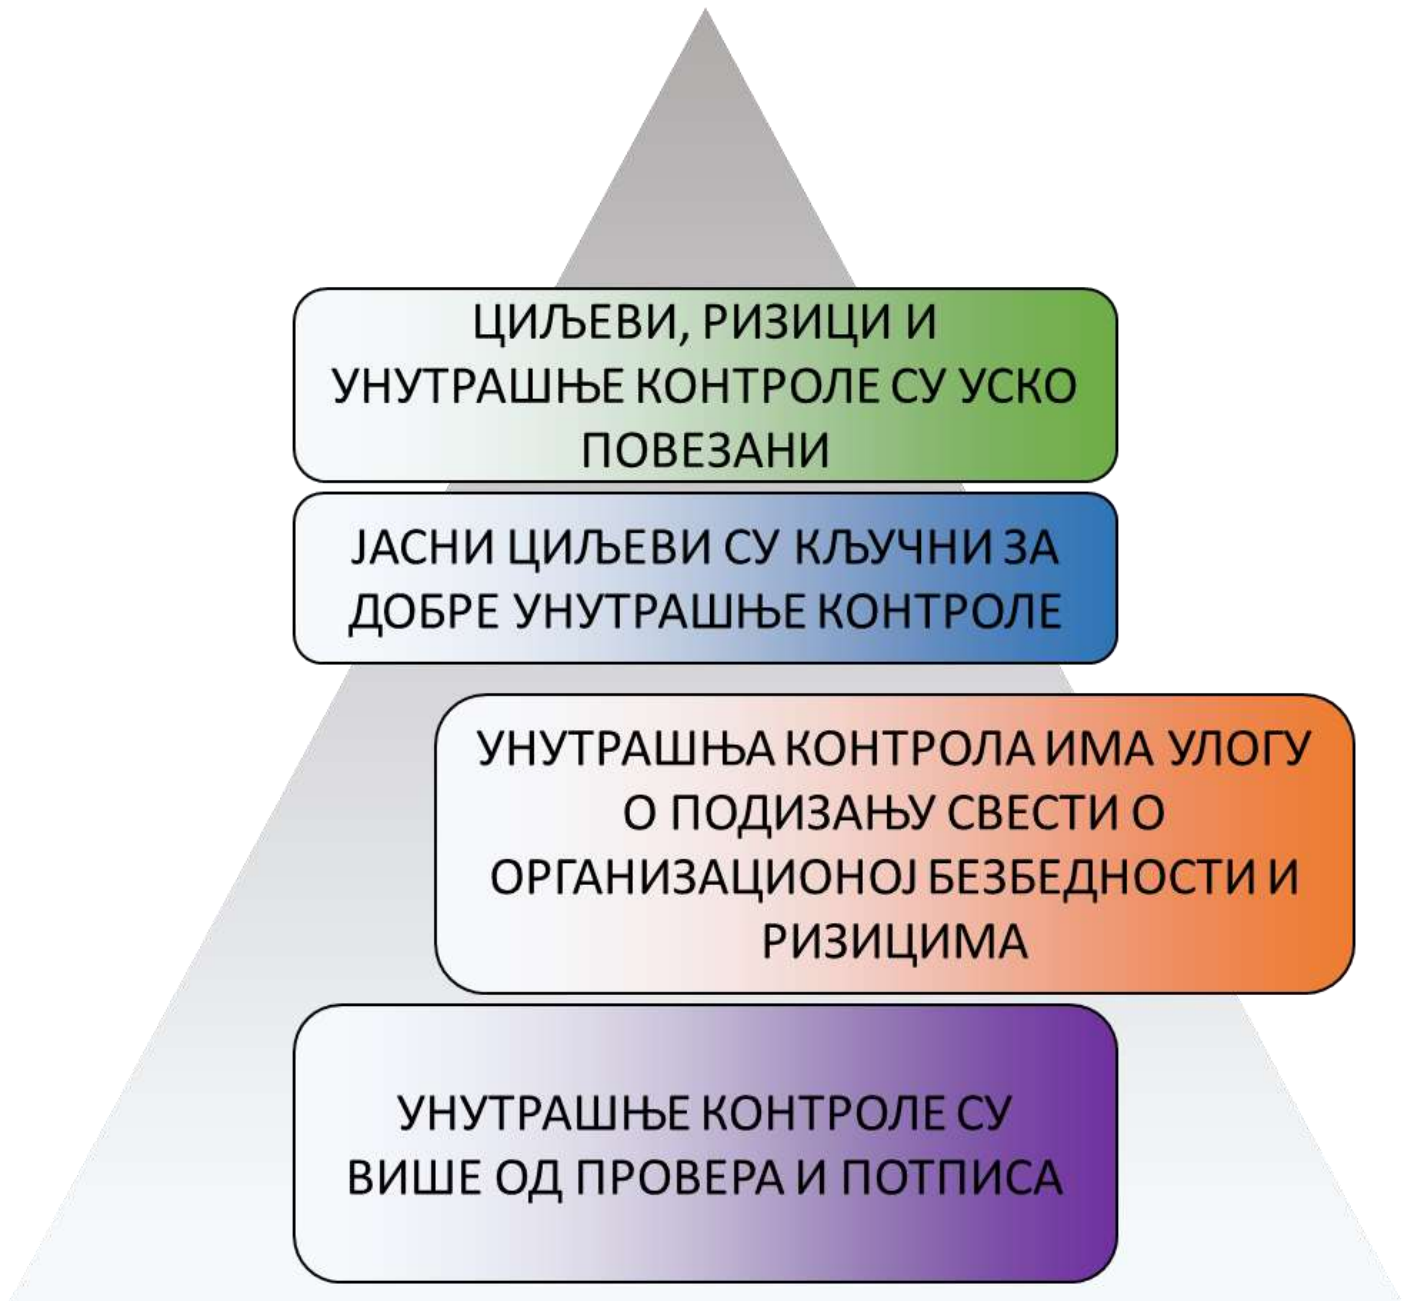 ЦИЉЕВИ, РИЗИЦИ И
УНУТРАШЊЕ КОНТРОЛЕ СУ УСКО
ПОВЕЗАНИ
ЈАСНИ ЦИЉЕВИ СУ КЉУЧНИ ЗА
ДОБРЕ УНУТРАШЊЕ КОНТРОЛЕ
УНУТРАШЊА КОНТРОЛА ИМА УЛОГУ
О ПОДИЗАЊУ СВЕСТИ О
ОРГАНИЗАЦИОНОЈ БЕЗБЕДНОСТИ И
РИЗИЦИМА
УНУТРАШЊЕ КОНТРОЛЕ СУ
ВИШЕ ОД ПРОВЕРА И ПОТПИСА